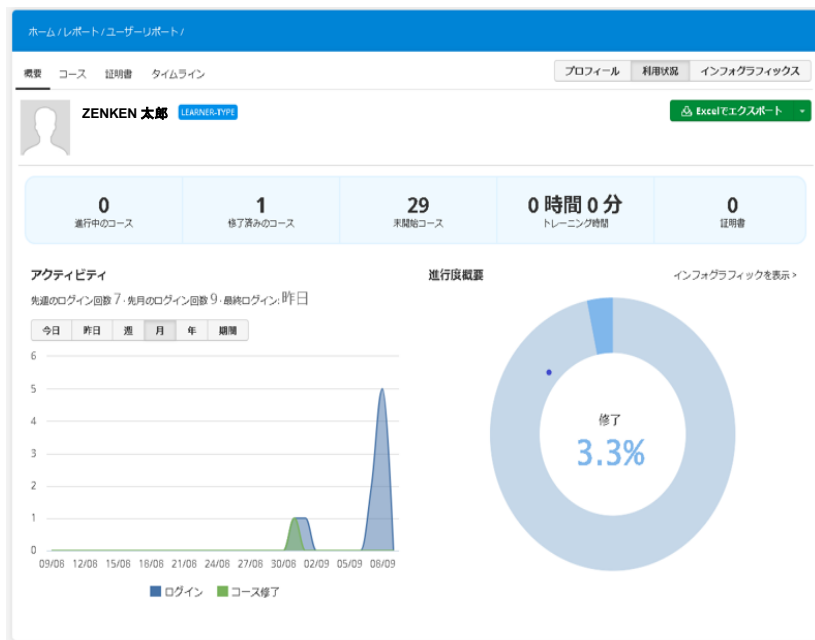 ホーム / レポート / ユーザーリポート /
概要 コース 証明書 タイムライン
プロフィール 利用状況 インフォグラフィックス
ZENKEN 太郎 LEARNER-TYPE
Excelでエクスポート
0 1 29 0 時間 0 分 0
進行中のコース 修了済みのコース 未開始コース トレーニング時間 証明書
アクティビティ
先週のログイン回数 7 · 先月のログイン回数 9 · 最終ログイン: 昨日
今日 昨日 週 月 年 期間
6
5
4
3
2
1
0
09/08 12/08 15/08 18/08 21/08 24/08 27/08 30/08 02/09 05/09 08/09
ログイン コース修了
進行度概要
インフォグラフィックを表示 ›
修了
3.3%